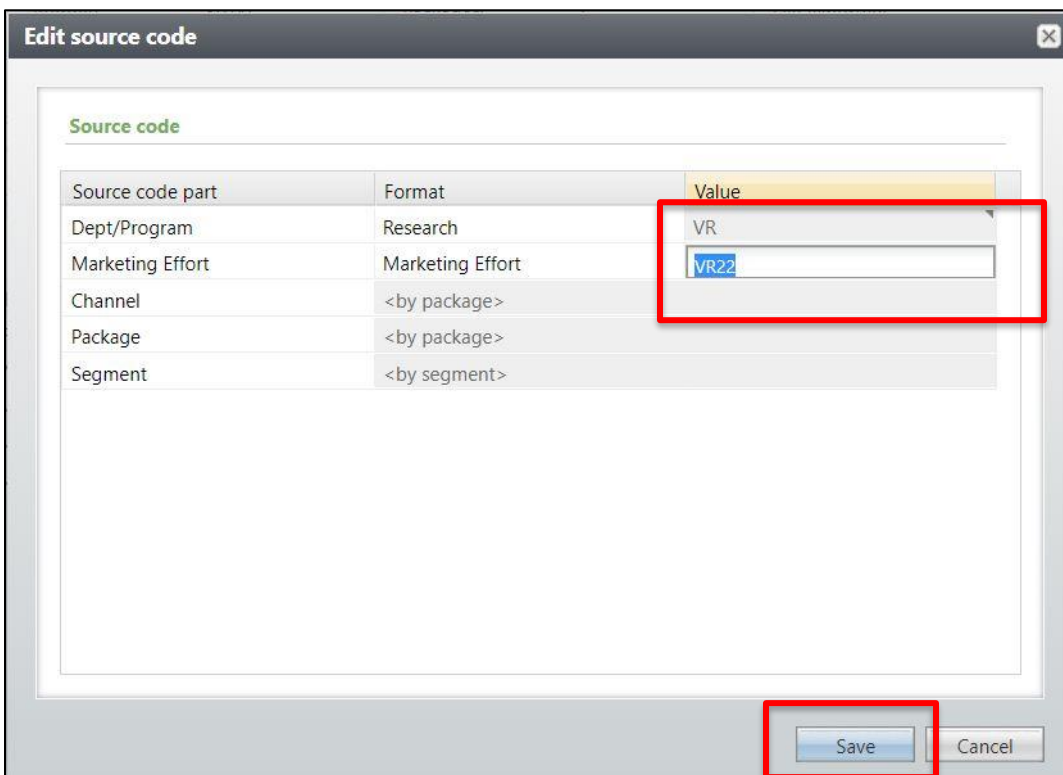 Edit source code
Source code
Source code part Format Value
Dept/Program Research VR
Marketing Effort Marketing Effort VR22
Channel <by package>
Package <by package>
Segment <by segment>
Save Cancel